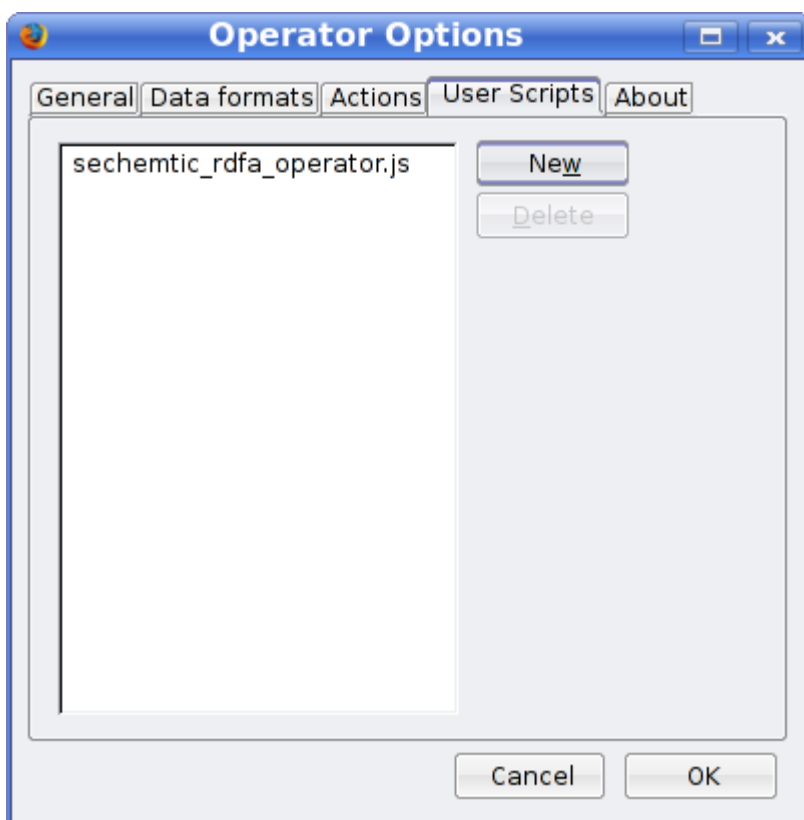 Operator Options
General Data formats Actions User Scripts About
sechemtic_rdfa_operator.js
New
Delete
Cancel OK